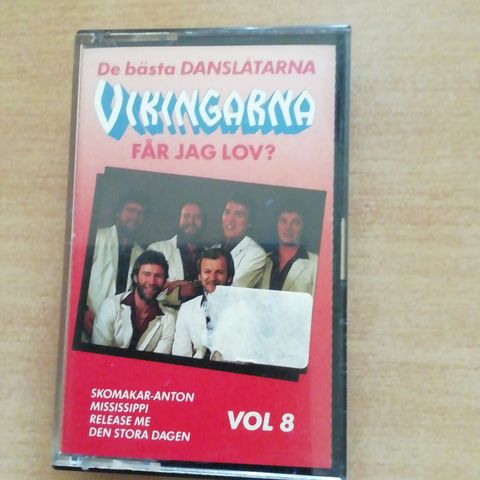 De bästa DANSLÅTARNA
VIKINGARNA
FÅR JAG LOV?
SKOMAKAR-ANTON
MISSISSIPPI
RELEASE ME
DEN STORA DAGEN
VOL 8